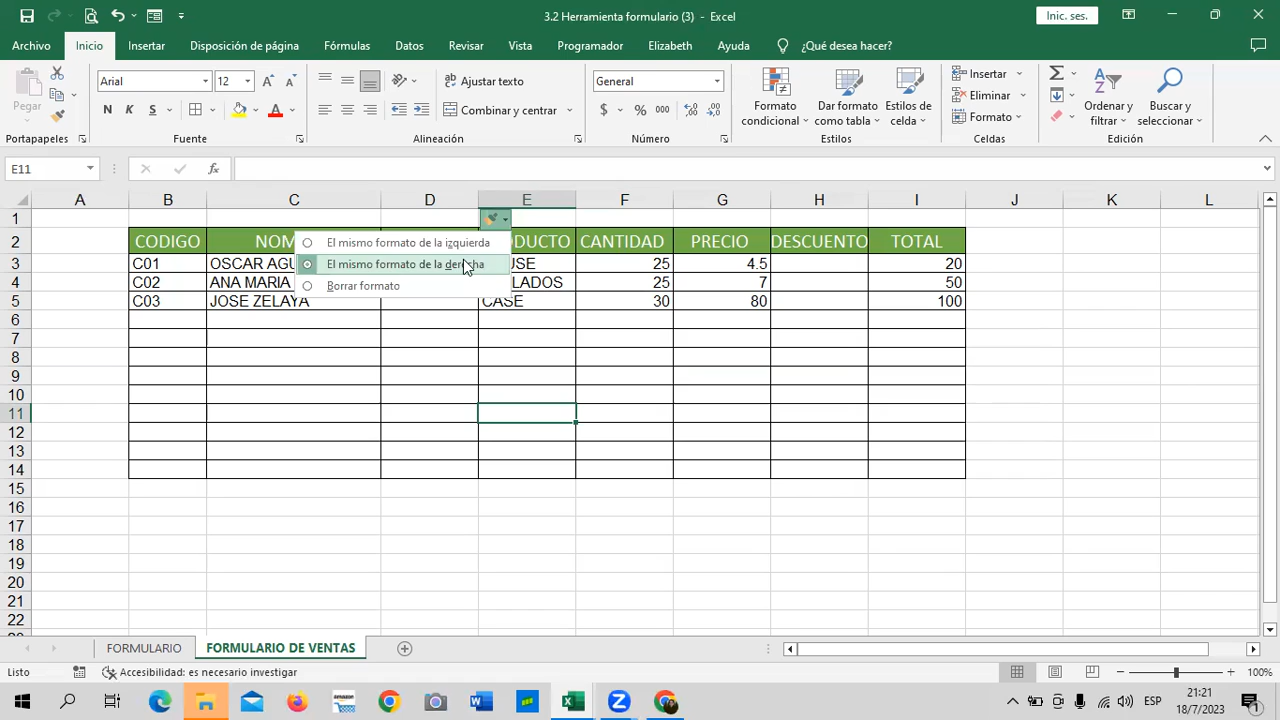 3.2 Herramienta formulario (3) - Excel
Inic. ses.
Archivo Inicio Insertar Disposición de página Fórmulas Datos Revisar Vista Programador Elizabeth Ayuda ¿Qué desea hacer?
Pegar
Arial 12
N K S
Ajustar texto
Combinar y centrar
General
$ % 000
Formato condicional
Dar formato como tabla
Estilos de celda
Insertar
Eliminar
Formato
Ordenar y filtrar
Buscar y seleccionar
Portapapeles Fuente Alineación Número Estilos Celdas Edición
E11
A B C D E F G H I J K L
1
2 CODIGO CANTIDAD PRECIO DESCUENTO TOTAL
El mismo formato de la izquierda
El mismo formato de la derecha
Borrar formato
3 C01 OSCAR 25 4.5 20
4 C02 ANA MARIA 25 7 50
5 C03 JOSE ZELAYA CASE 30 80 100
6
7
8
9
10
11
12
13
14
15
16
17
18
19
20
21
22
FORMULARIO FORMULARIO DE VENTAS
Listo Accesibilidad: es necesario investigar 100%
ESP 21:21
18/7/2023